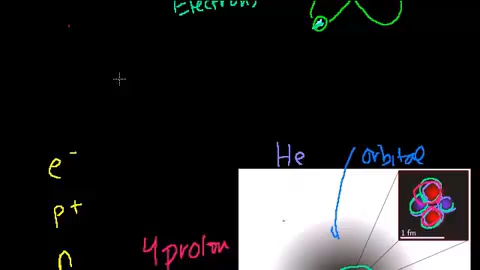 Electrons
e⁻
He
orbital
p+
1 fm
4 proton
n